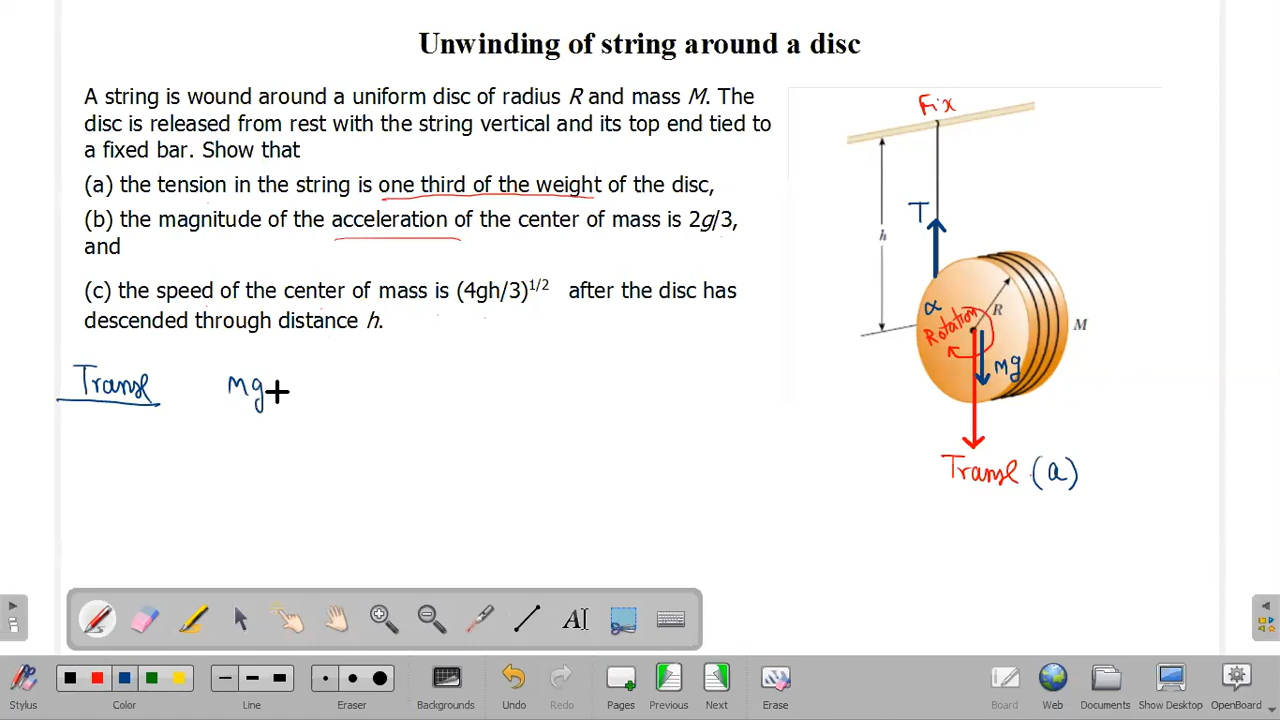 Unwinding of string around a disc
A string is wound around a uniform disc of radius R and mass M. The
disc is released from rest with the string vertical and its top end tied to
a fixed bar. Show that
(a) the tension in the string is one third of the weight of the disc,
(b) the magnitude of the acceleration of the center of mass is 2g/3,
and
(c) the speed of the center of mass is (4gh/3)^1/2 after the disc has
descended through distance h.
Transl
Mg
Fix
T
h
α
Rotation
R
M
Mg
Transl (a)
Stylus
Color
Line
Eraser
Backgrounds
Undo
Redo
Pages
Previous
Next
Erase
Board
Web
Documents
Show Desktop
OpenBoard